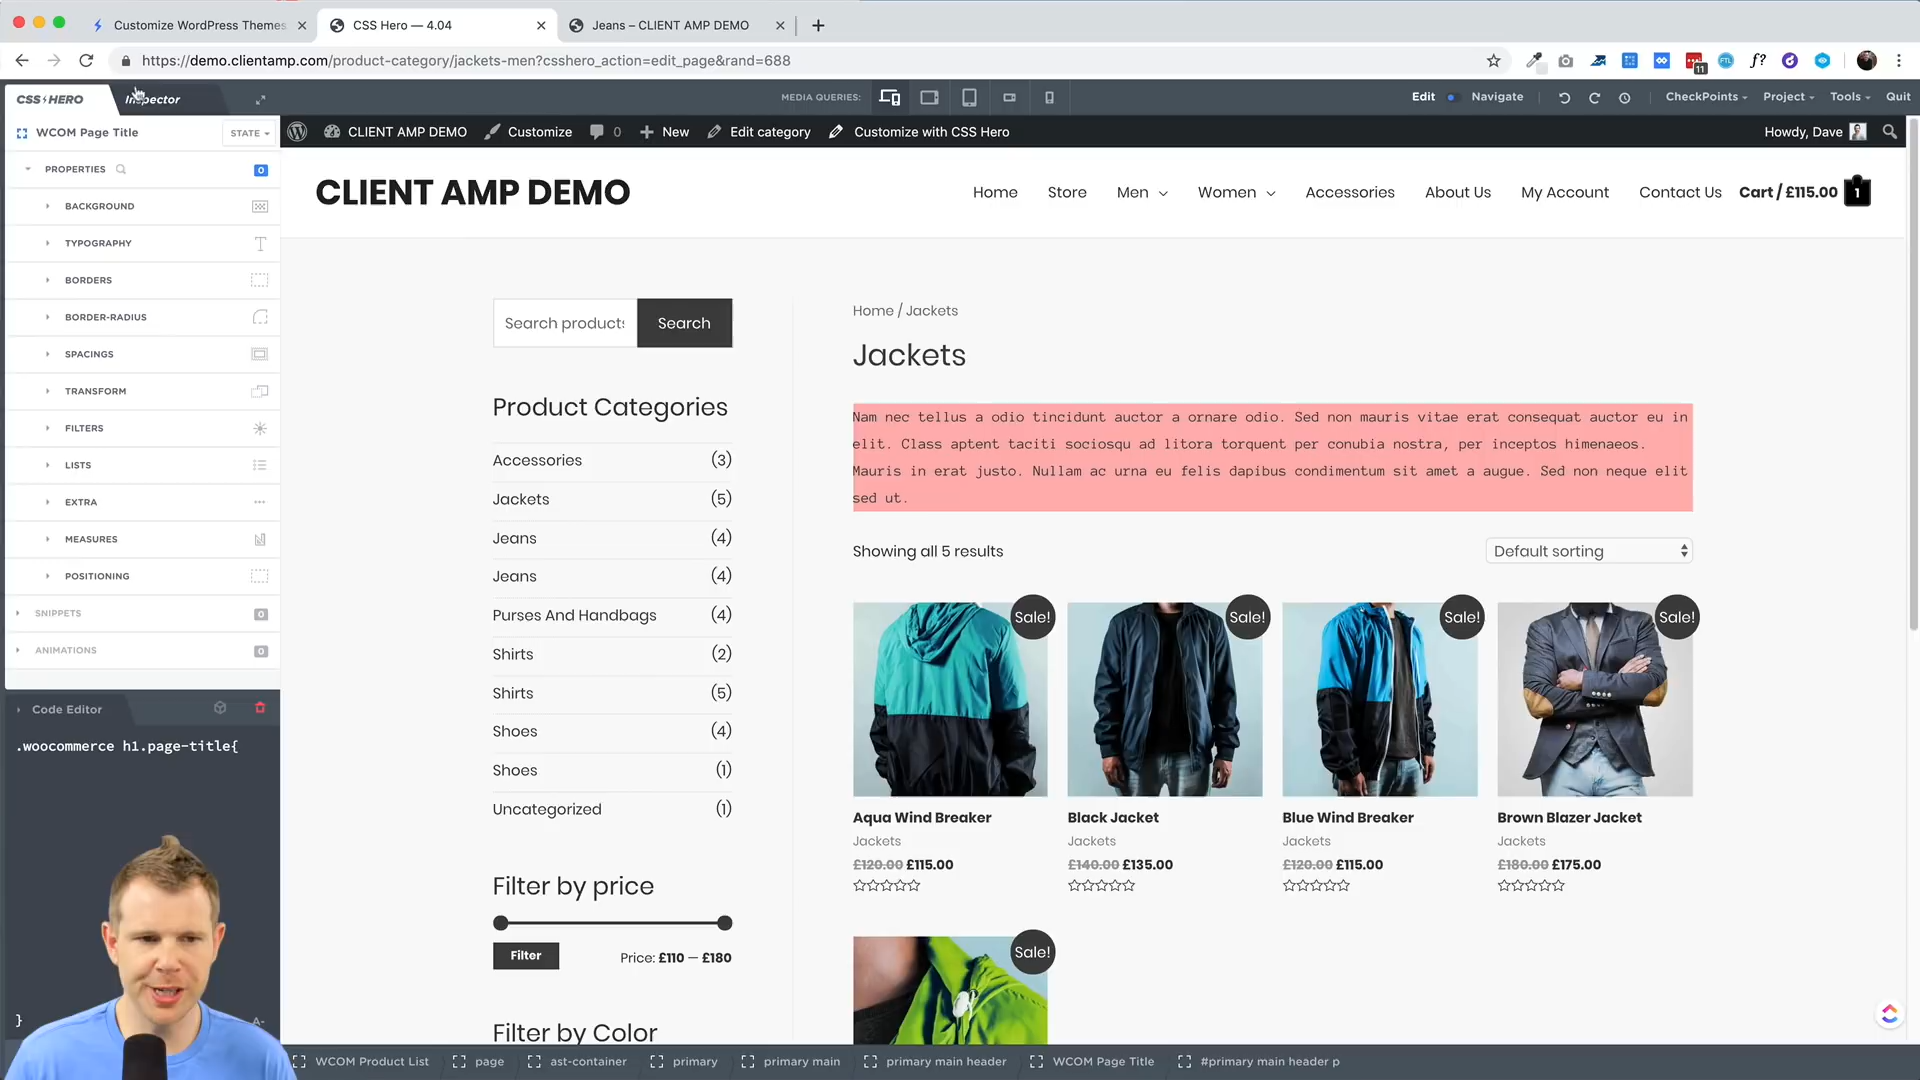 Customize WordPress Themes
CSS Hero — 4.04
Jeans – CLIENT AMP DEMO
https://demo.clientamp.com/product-category/jackets-men?csshero_action=edit_page&rand=688
11
FTL
f?
CSS HERO
Inspector
MEDIA QUERIES:
Edit
Navigate
CheckPoints
Project
Tools
Quit
WCOM Page Title
STATE
CLIENT AMP DEMO
Customize
0
New
Edit category
Customize with CSS Hero
Howdy, Dave
PROPERTIES
0
BACKGROUND
TYPOGRAPHY
BORDERS
BORDER-RADIUS
SPACINGS
TRANSFORM
FILTERS
LISTS
EXTRA
MEASURES
POSITIONING
SNIPPETS
0
ANIMATIONS
0
Code Editor
.woocommerce h1.page-title{
}
A-
CLIENT AMP DEMO
Home
Store
Men
Women
Accessories
About Us
My Account
Contact Us
Cart / £115.00
1
Search products
Search
Product Categories
Accessories (3)
Jackets (5)
Jeans (4)
Jeans (4)
Purses And Handbags (4)
Shirts (2)
Shirts (5)
Shoes (4)
Shoes (1)
Uncategorized (1)
Filter by price
Filter
Price: £110 — £180
Filter by Color
Home / Jackets
Jackets
Nam nec tellus a odio tincidunt auctor a ornare odio. Sed non mauris vitae erat consequat auctor eu in
elit. Class aptent taciti sociosqu ad litora torquent per conubia nostra, per inceptos himenaeos.
Mauris in erat justo. Nullam ac urna eu felis dapibus condimentum sit amet a augue. Sed non neque elit
sed ut.
Showing all 5 results
Default sorting
Sale!
Sale!
Sale!
Sale!
Aqua Wind Breaker
Jackets
£120.00 £115.00
Black Jacket
Jackets
£140.00 £135.00
Blue Wind Breaker
Jackets
£120.00 £115.00
Brown Blazer Jacket
Jackets
£180.00 £175.00
Sale!
WCOM Product List
page
ast-container
primary
primary main
primary main header
WCOM Page Title
#primary main header p